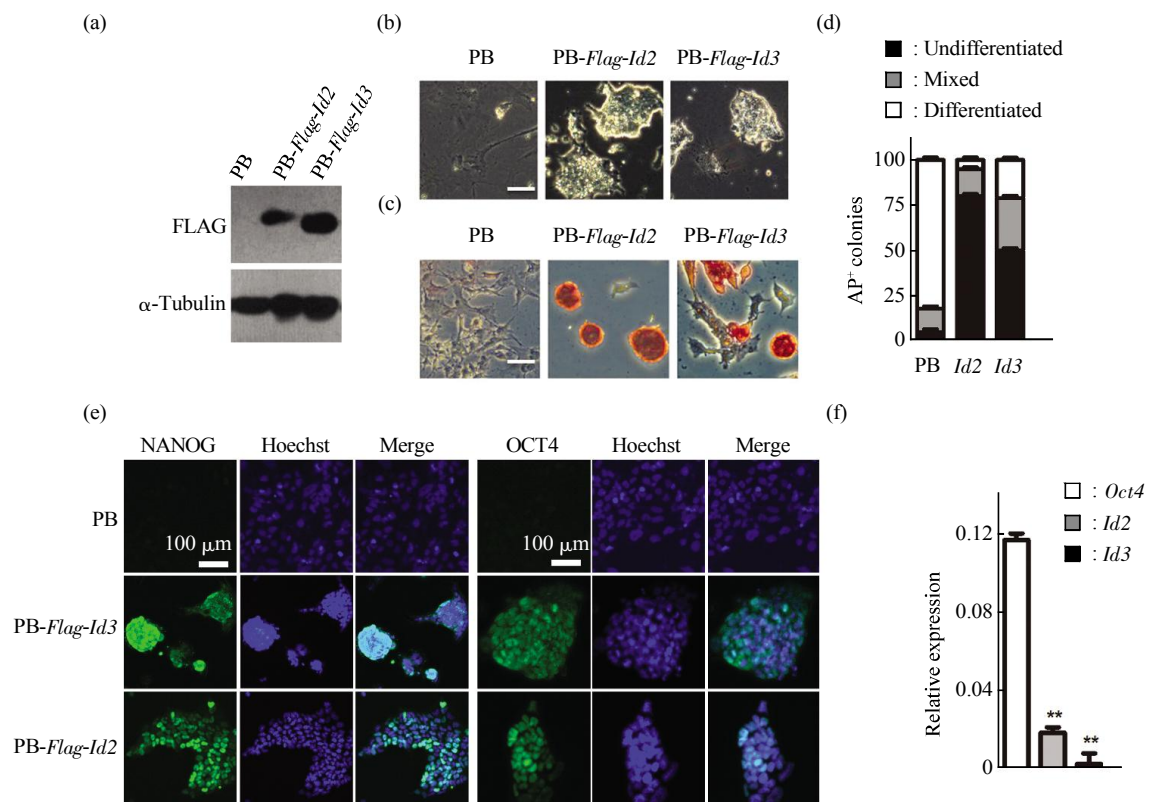 (a)
PB
PB-Flag-Id2
PB-Flag-Id3
FLAG
α-Tubulin
(b)
PB
PB-Flag-Id2
PB-Flag-Id3
(c)
PB
PB-Flag-Id2
PB-Flag-Id3
(d)
: Undifferentiated
: Mixed
: Differentiated
AP+ colonies
100
75
50
25
0
PB
Id2
Id3
(e)
NANOG
Hoechst
Merge
OCT4
Hoechst
Merge
PB
100 μm
100 μm
PB-Flag-Id3
PB-Flag-Id2
(f)
: Oct4
: Id2
: Id3
Relative expression
0.12
0.08
0.04
0
**
**